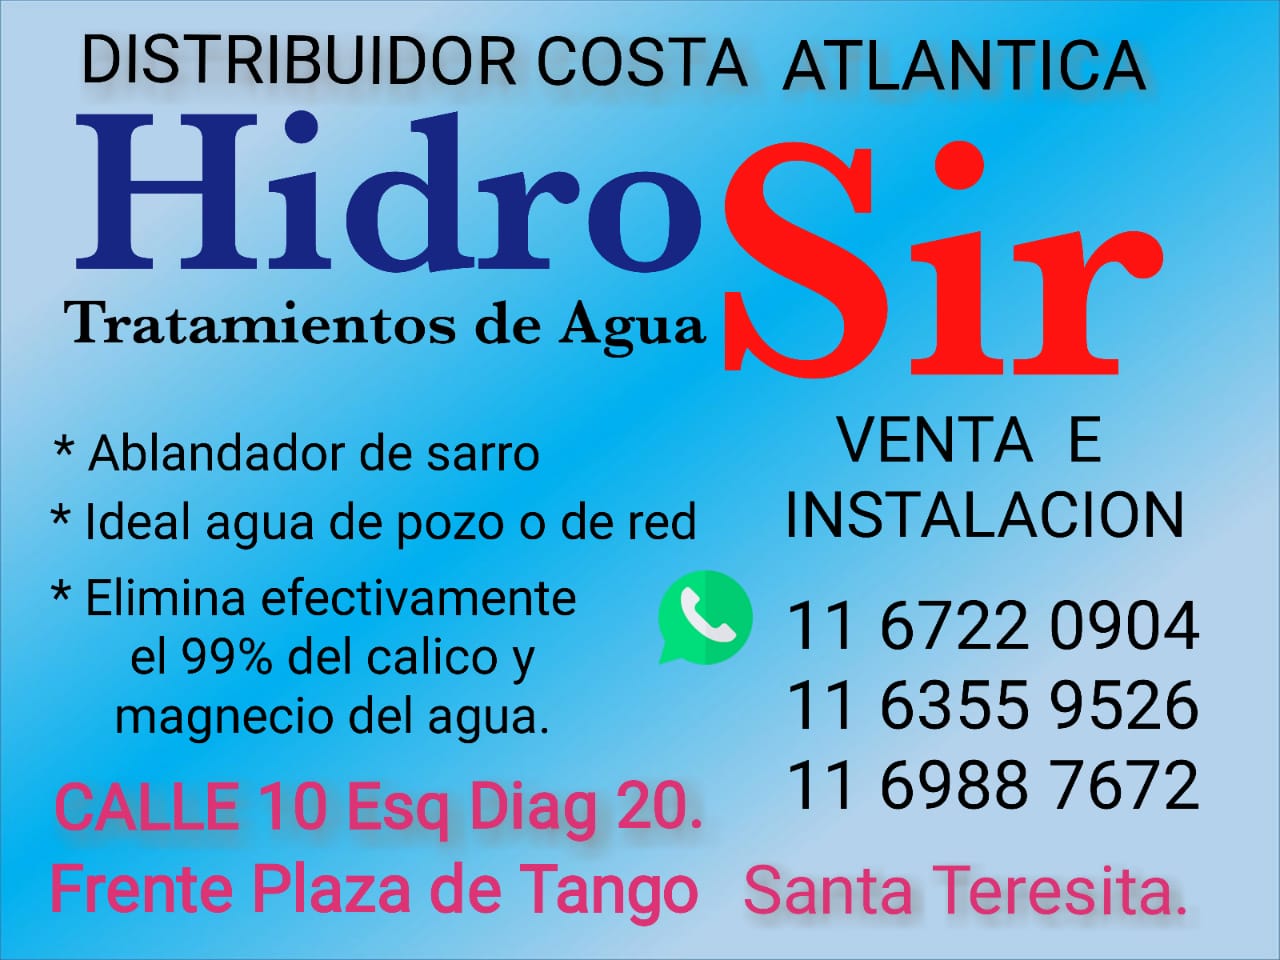 DISTRIBUIDOR COSTA ATLANTICA
HidroSir
Tratamientos de Agua
* Ablandador de sarro
* Ideal agua de pozo o de red
* Elimina efectivamente
el 99% del calico y
magnecio del agua.
VENTA E
INSTALACION
11 6722 0904
11 6355 9526
11 6988 7672
CALLE 10 Esq Diag 20.
Frente Plaza de Tango Santa Teresita.